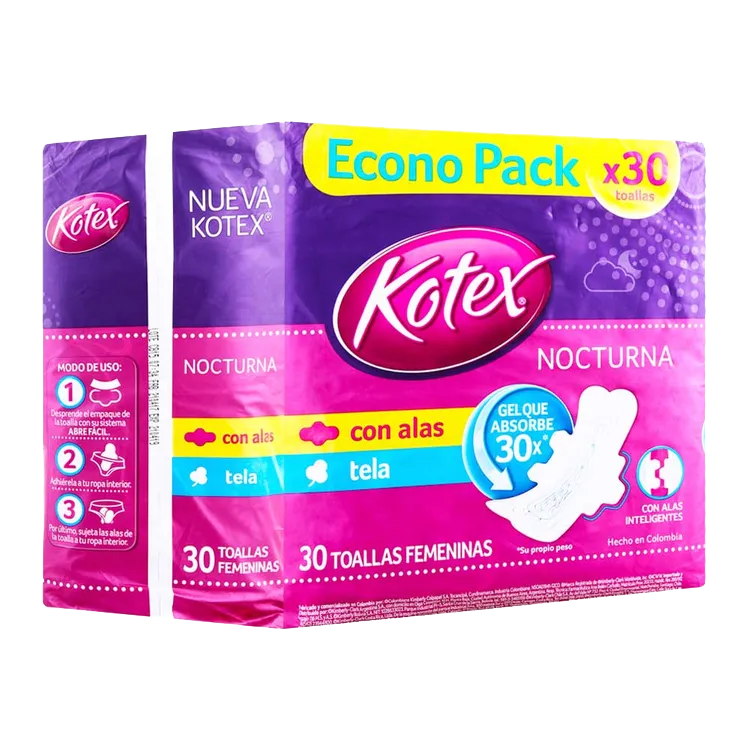 Econo Pack x30
toallas
Kotex
NUEVA
KOTEX®
Kotex®
NOCTURNA
NOCTURNA
MODO DE USO:
1
Desprende el empaque de
la toalla con su sistema
ABRE FÁCIL.
2
Adhiérela a tu ropa interior.
3
Por último, sujeta las alas de
la toalla a tu ropa interior.
con alas
tela
30 TOALLAS
FEMENINAS
con alas
tela
30 TOALLAS FEMENINAS
GEL QUE
ABSORBE
30x*
*Su propio peso
CON ALAS
INTELIGENTES
Hecho en Colombia